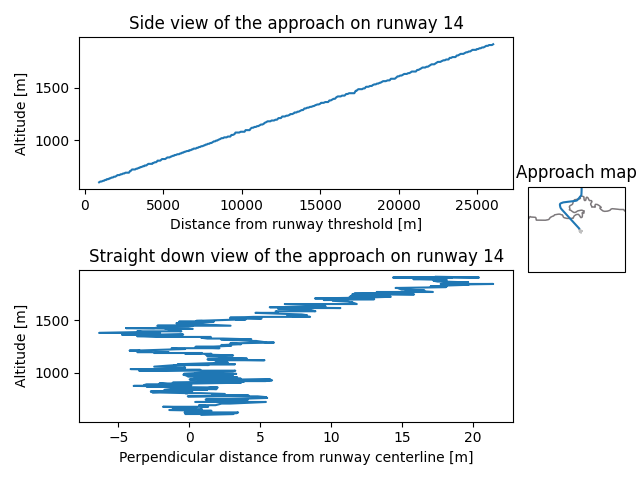 Side view of the approach on runway 14
1500
1000
Altitude [m]
0 5000 10000 15000 20000 25000
Distance from runway threshold [m]
Approach map
Straight down view of the approach on runway 14
1500
1000
Altitude [m]
−5 0 5 10 15 20
Perpendicular distance from runway centerline [m]